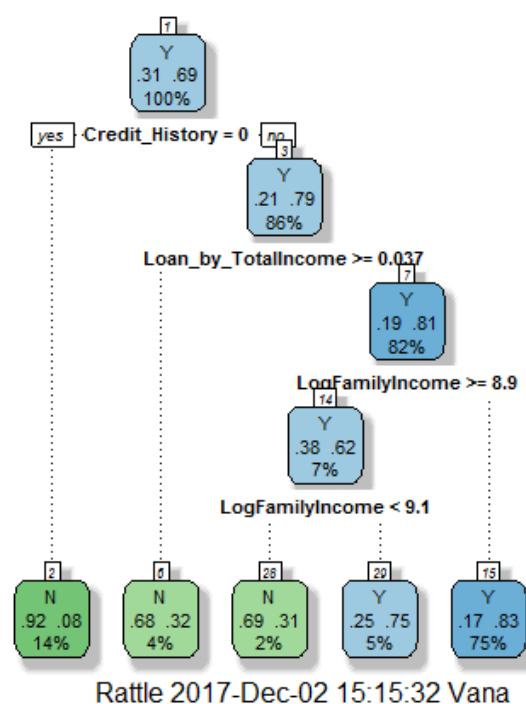 1
Y
.31 .69
100%
yes Credit_History = 0 no
3
Y
.21 .79
86%
Loan_by_TotalIncome >= 0.037
7
Y
.19 .81
82%
LogFamilyIncome >= 8.9
14
Y
.38 .62
7%
LogFamilyIncome < 9.1
2 6 28 29 15
N N N Y Y
.92 .08 .68 .32 .69 .31 .25 .75 .17 .83
14% 4% 2% 5% 75%
Rattle 2017-Dec-02 15:15:32 Vana